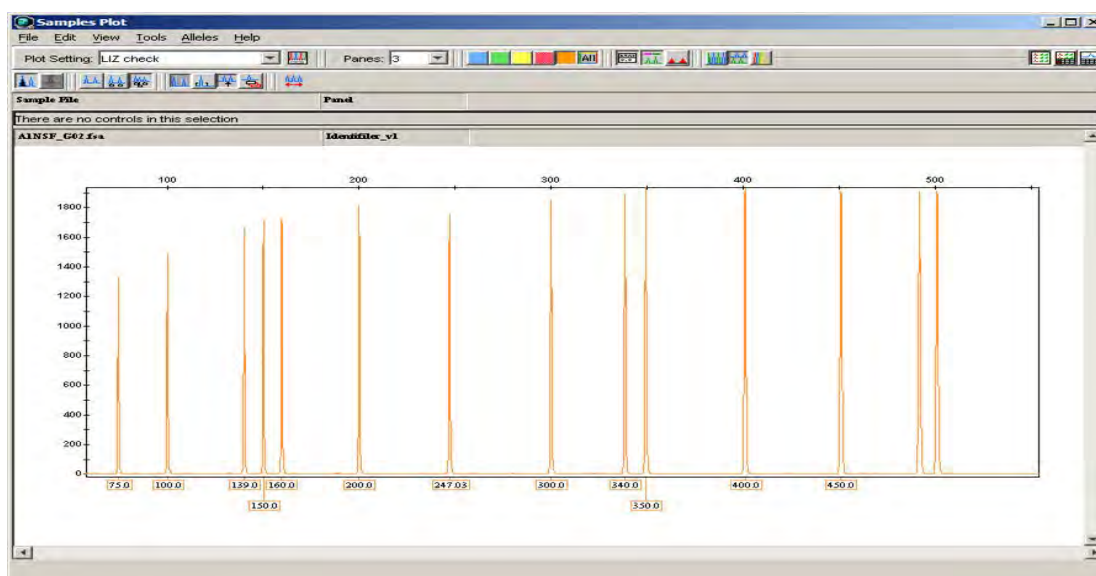 Samples Plot
File Edit View Tools Alleles Help
Plot Setting: LIZ check Panes: 3 All
Sample File Panel
There are no controls in this selection
A1NSF_G02.fsa Identifiler_v1
100 200 300 400 500
1800
1600
1400
1200
1000
800
600
400
200
0
75.0 100.0 139.0 160.0 200.0 247.03 300.0 340.0 400.0 450.0
150.0 350.0